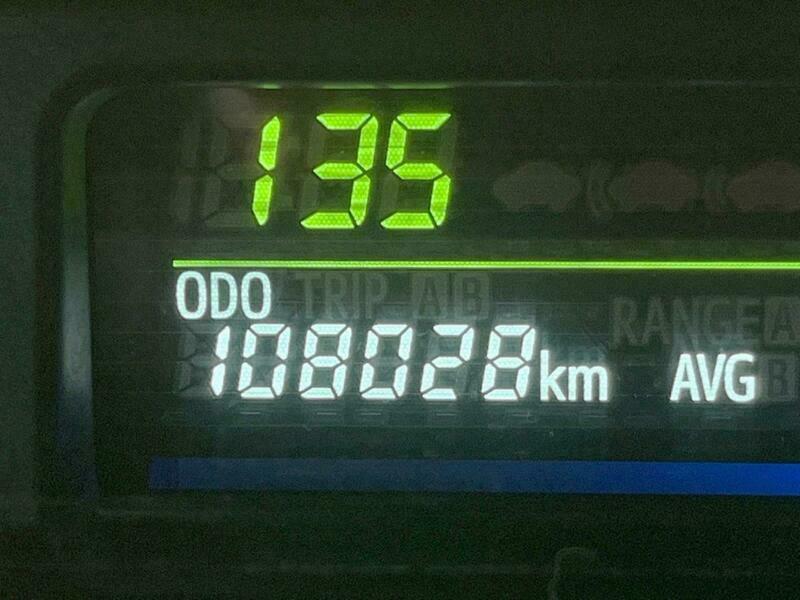 135
ODO TRIP A B
RANGE A
108028km AVG
B